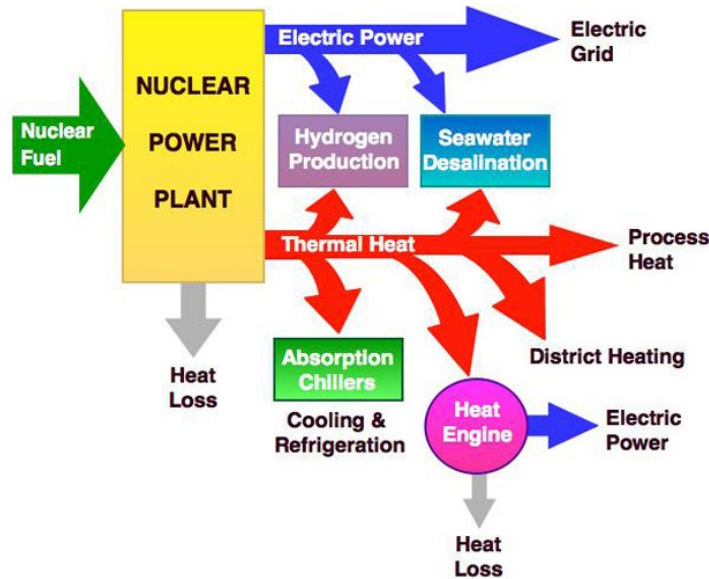 Electric Power
Electric
Grid
NUCLEAR
POWER
PLANT
Nuclear
Fuel
Hydrogen
Production
Seawater
Desalination
Thermal Heat
Process
Heat
Heat
Loss
Absorption
Chillers
Cooling &
Refrigeration
District Heating
Heat
Engine
Electric
Power
Heat
Loss